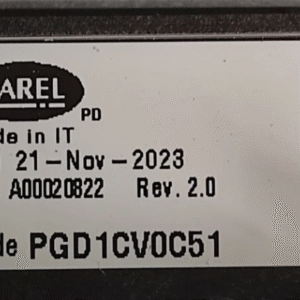 AREL
PD
de in IT
21-Nov-2023
A00020822 Rev. 2.0
de PGD1CV0C51